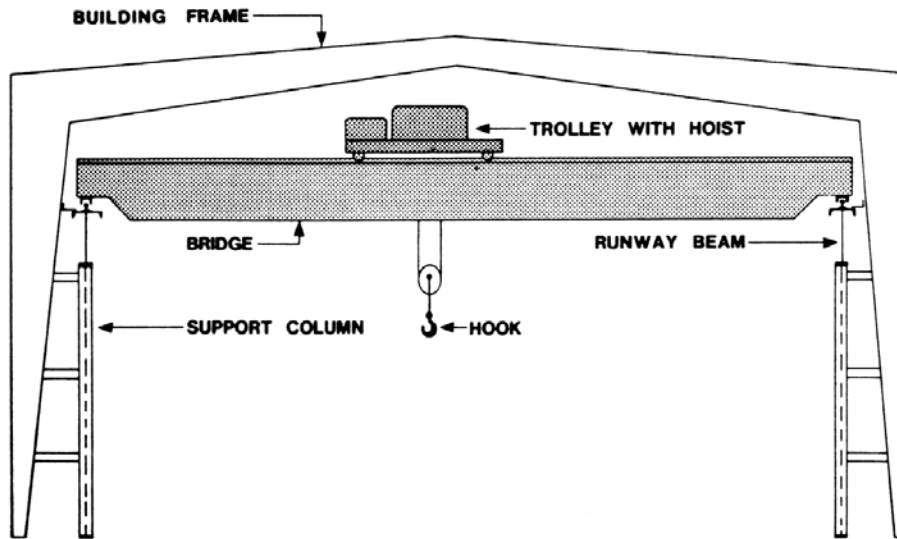 BUILDING FRAME
TROLLEY WITH HOIST
BRIDGE
RUNWAY BEAM
SUPPORT COLUMN
HOOK